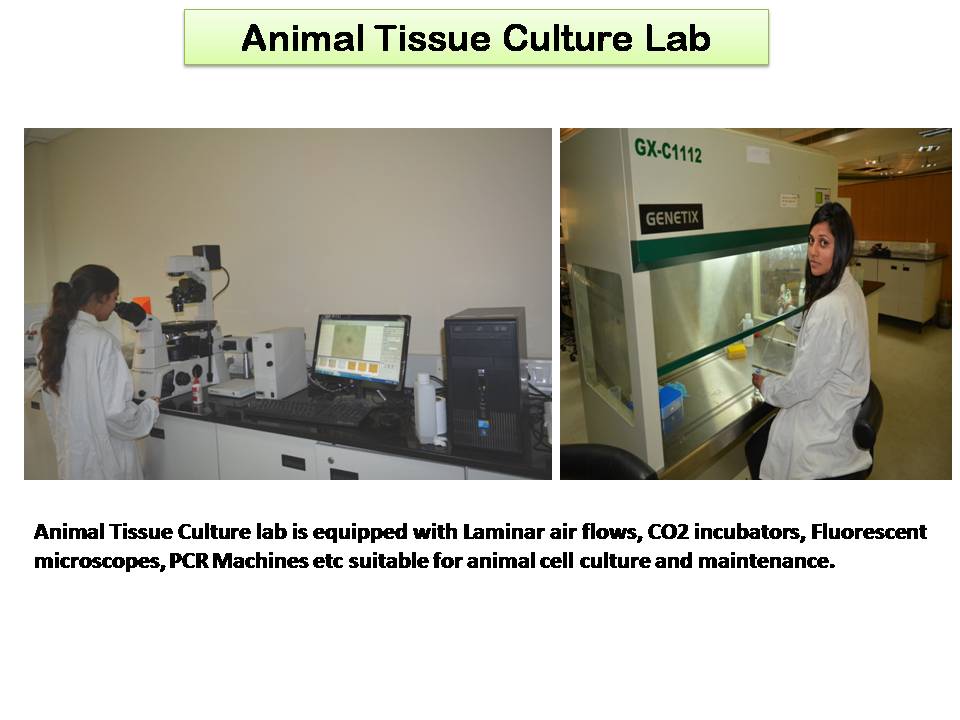 Animal Tissue Culture Lab
GX-C1112
GENETIX
Animal Tissue Culture lab is equipped with Laminar air flows, CO2 incubators, Fluorescent
microscopes, PCR Machines etc suitable for animal cell culture and maintenance.